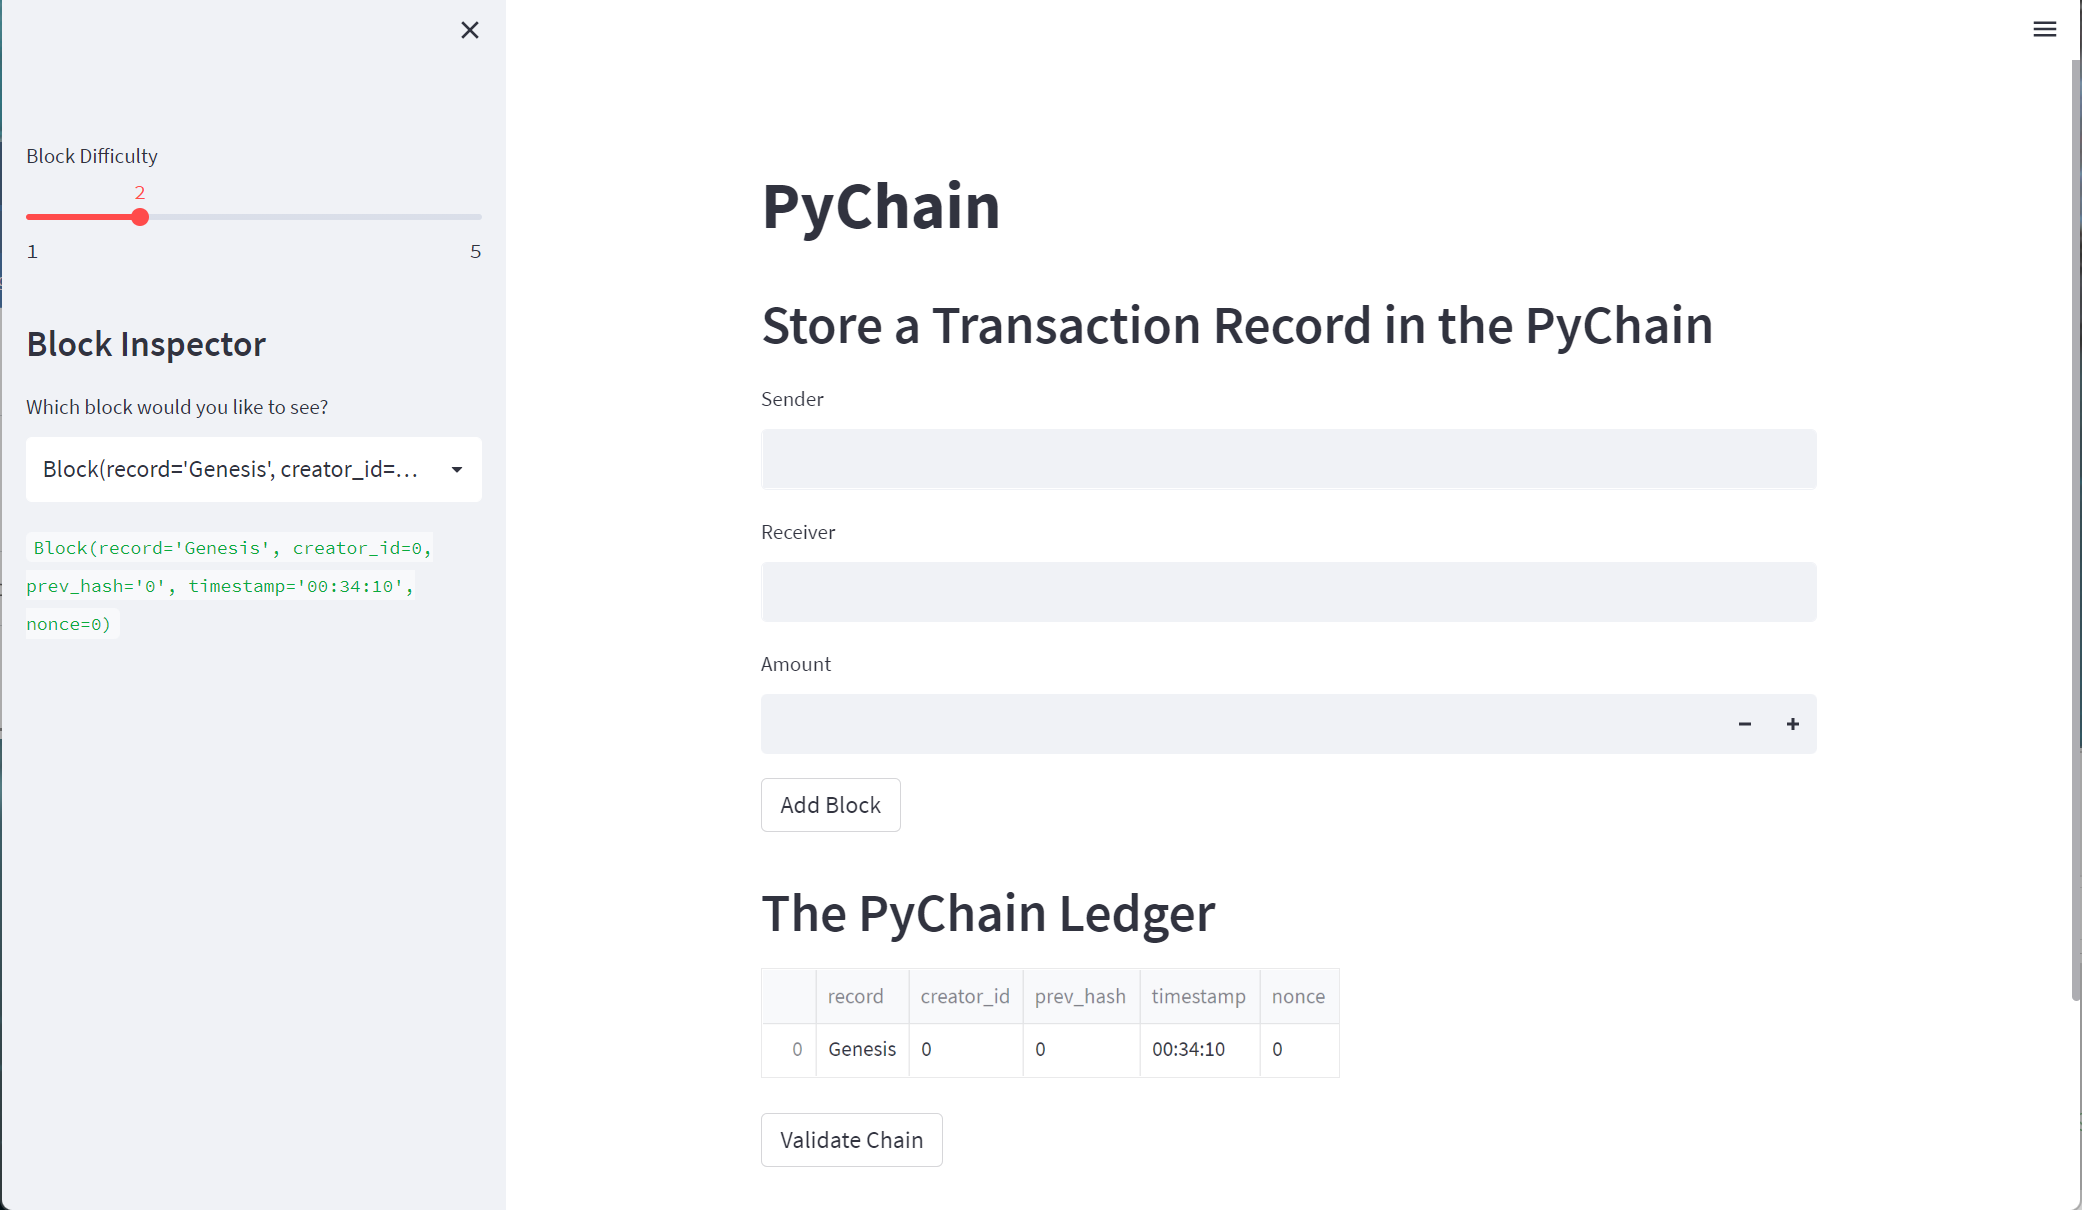 Block Difficulty
2
1 5
Block Inspector
Which block would you like to see?
Block(record='Genesis', creator_id=...
Block(record='Genesis', creator_id=0,
prev_hash='0', timestamp='00:34:10',
nonce=0)
PyChain
Store a Transaction Record in the PyChain
Sender
Receiver
Amount
Add Block
The PyChain Ledger
record creator_id prev_hash timestamp nonce
0 Genesis 0 0 00:34:10 0
Validate Chain